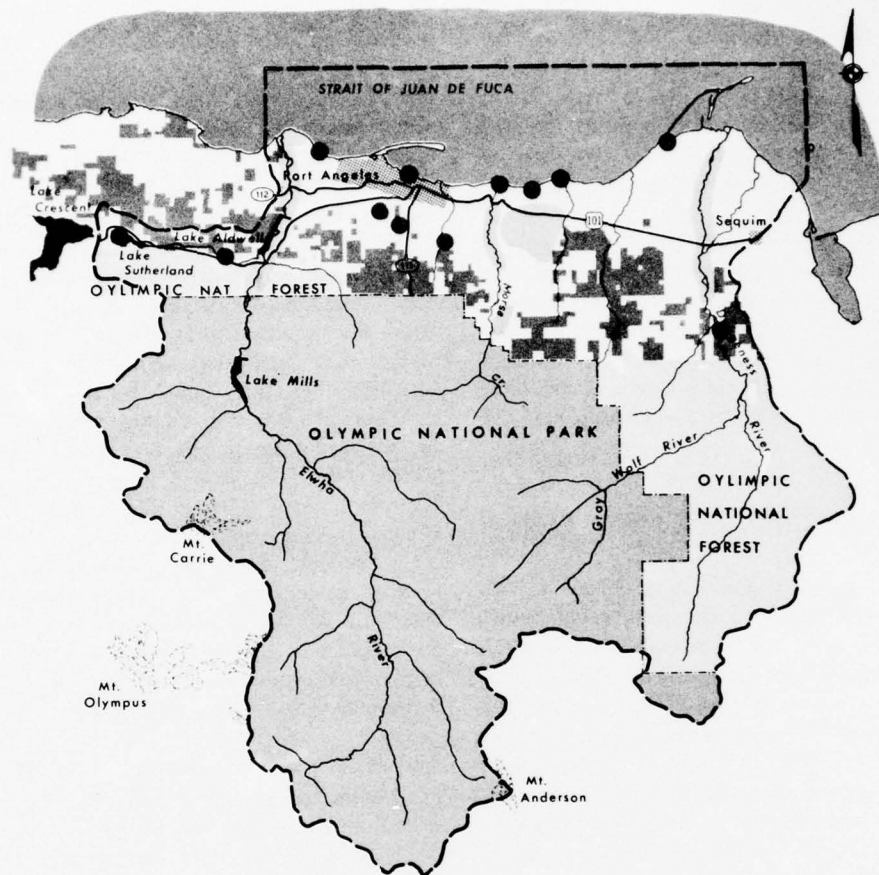 STRAIT OF JUAN DE FUCA
Port Angeles
112
Lake
Crescent
Lake Aldwell
101
Sequim
Lake
Sutherland
OYLIMPIC NAT FOREST
Morse
Cr.
Lake Mills
OLYMPIC NATIONAL PARK
Elwha
River
Gray Wolf River
River
OYLIMPIC
NATIONAL
FOREST
Mt.
Carrie
Mt.
Olympus
Mt.
Anderson